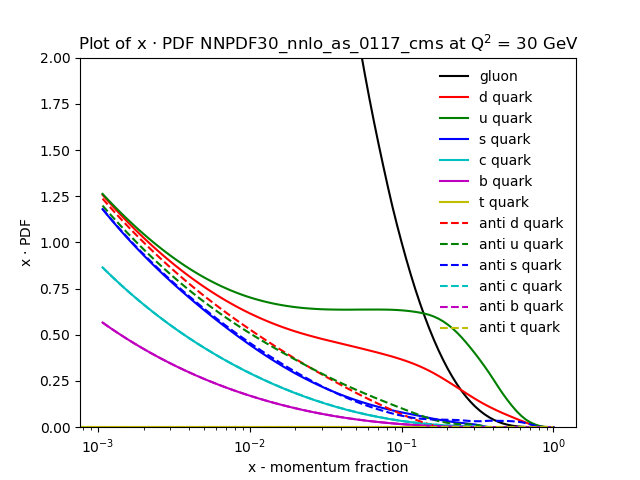 Plot of x · PDF NNPDF30_nnlo_as_0117_cms at Q² = 30 GeV
2.00
1.75
1.50
1.25
1.00
0.75
0.50
0.25
0.00
x · PDF
gluon
d quark
u quark
s quark
c quark
b quark
t quark
anti d quark
anti u quark
anti s quark
anti c quark
anti b quark
anti t quark
10⁻³ 10⁻² 10⁻¹ 10⁰
x - momentum fraction